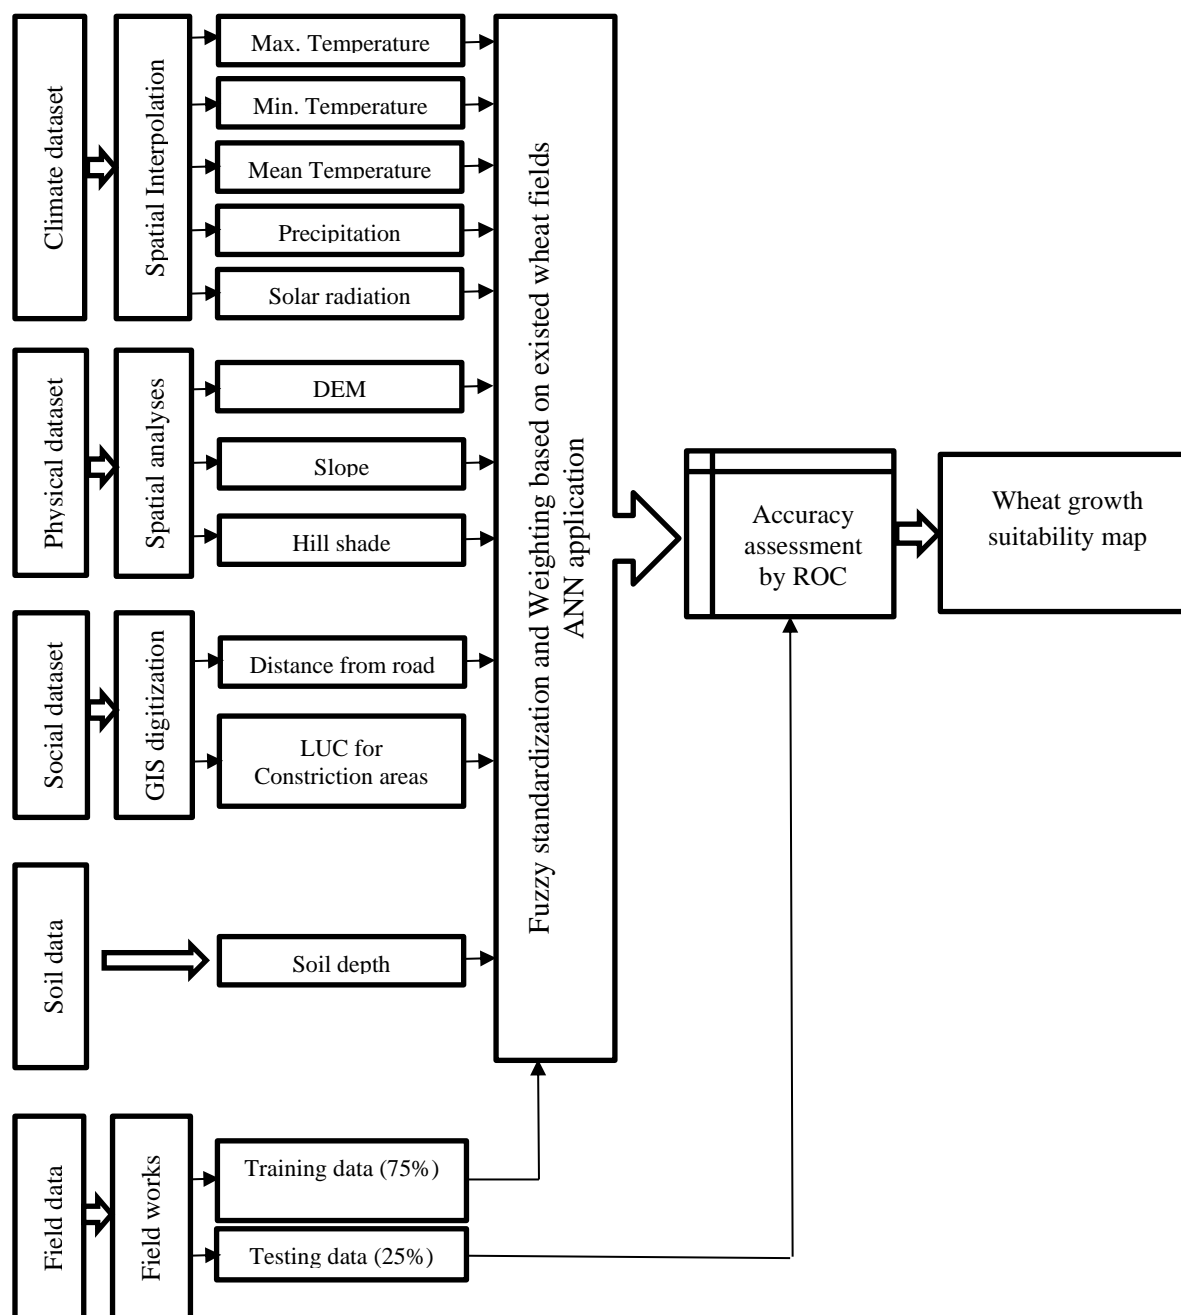 Climate dataset
Spatial Interpolation
Max. Temperature
Min. Temperature
Mean Temperature
Precipitation
Solar radiation
Physical dataset
Spatial analyses
DEM
Slope
Hill shade
Social dataset
GIS digitization
Distance from road
LUC for
Constriction areas
Soil data
Soil depth
Field data
Field works
Training data (75%)
Testing data (25%)
Fuzzy standardization and Weighting based on existed wheat fields
ANN application
Accuracy
assessment
by ROC
Wheat growth
suitability map